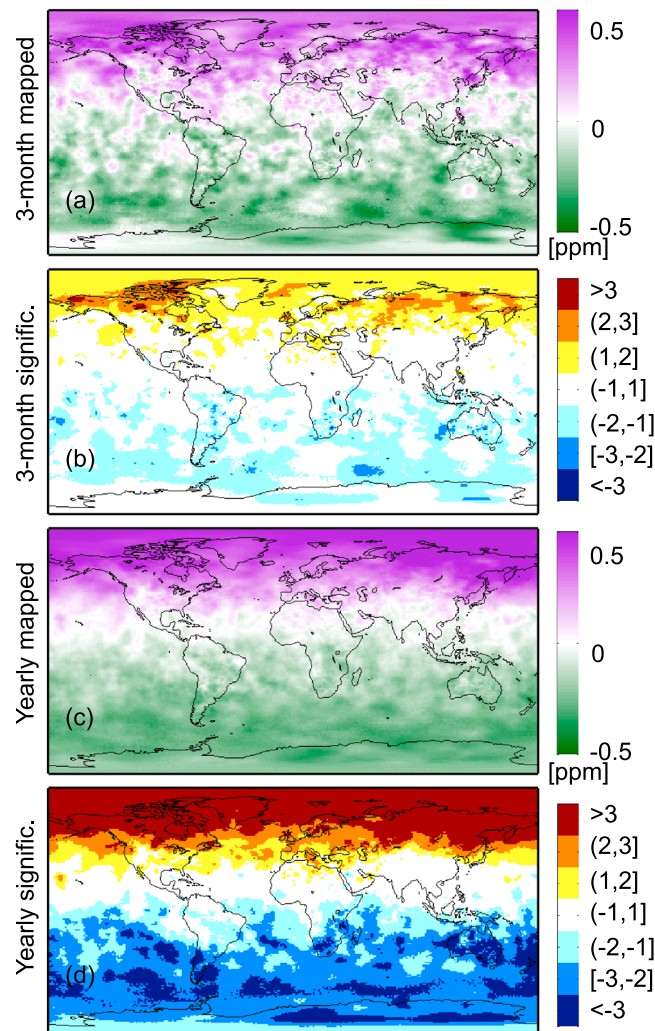 3-month mapped
(a)
0.5
0
-0.5
[ppm]
3-month signific.
(b)
>3
(2,3]
(1,2]
(-1,1]
(-2,-1]
[-3,-2]
<-3
Yearly mapped
(c)
0.5
0
-0.5
[ppm]
Yearly signific.
(d)
>3
(2,3]
(1,2]
(-1,1]
(-2,-1]
[-3,-2]
<-3